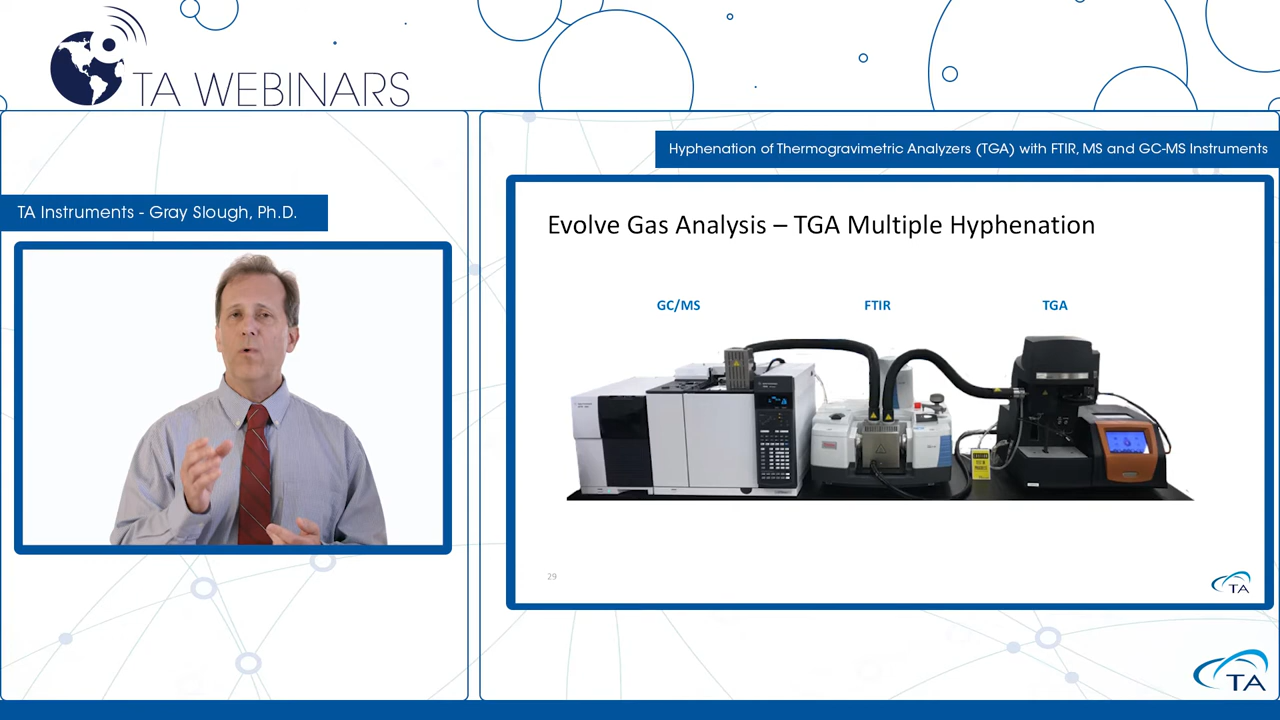 TA WEBINARS
Hyphenation of Thermogravimetric Analyzers (TGA) with FTIR, MS and GC-MS Instruments
TA Instruments - Gray Slough, Ph.D.
Evolve Gas Analysis – TGA Multiple Hyphenation
GC/MS FTIR TGA
29
TA
TA